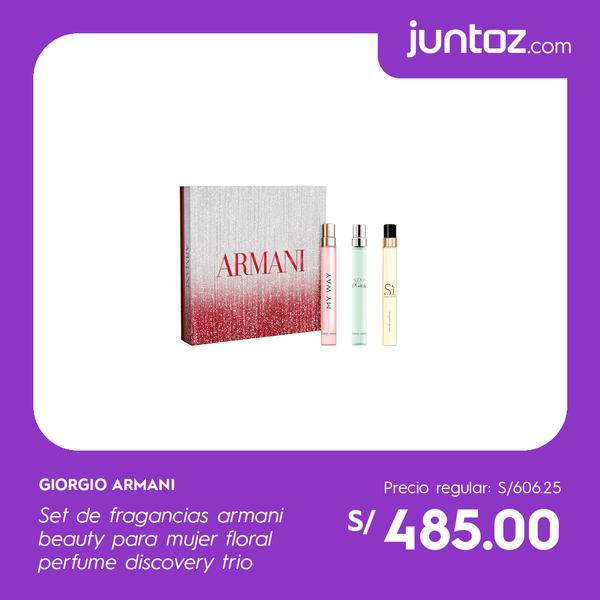 juntoz.com
ARMANI
MY WAY
Sì
GIORGIO ARMANI
Set de fragancias armani
beauty para mujer floral
perfume discovery trio
Precio regular: S/606.25
S/ 485.00